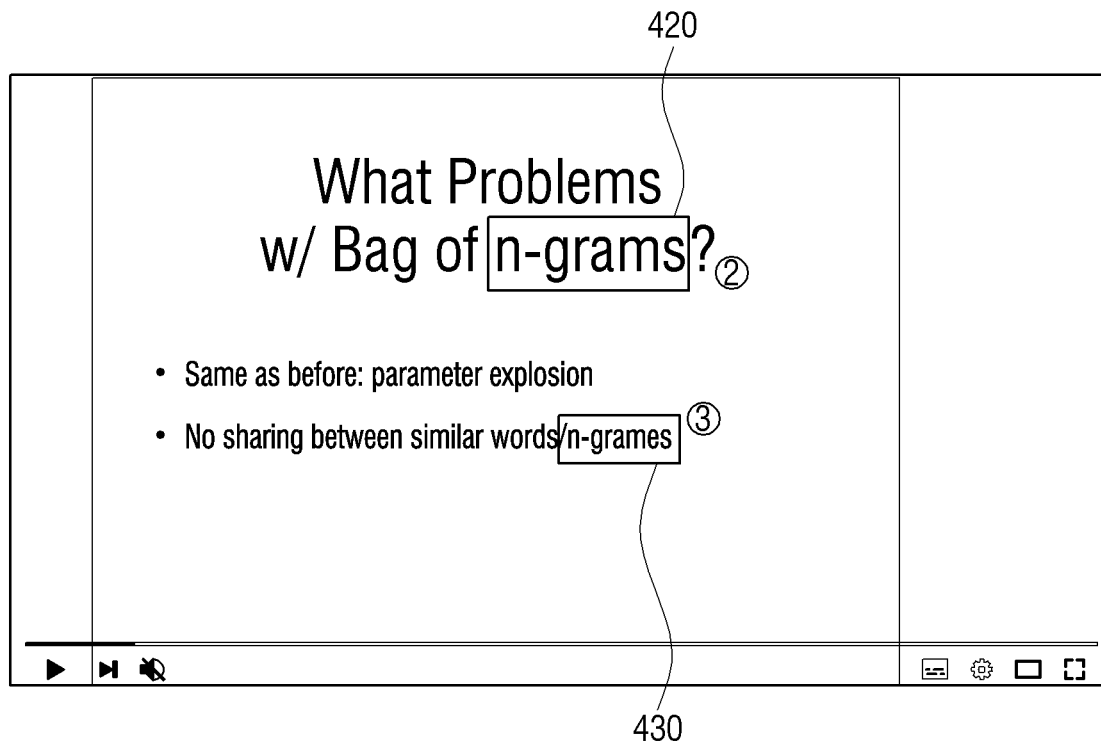 420
What Problems
w/ Bag of n-grams? ②
• Same as before: parameter explosion
• No sharing between similar words/n-grames ③
430